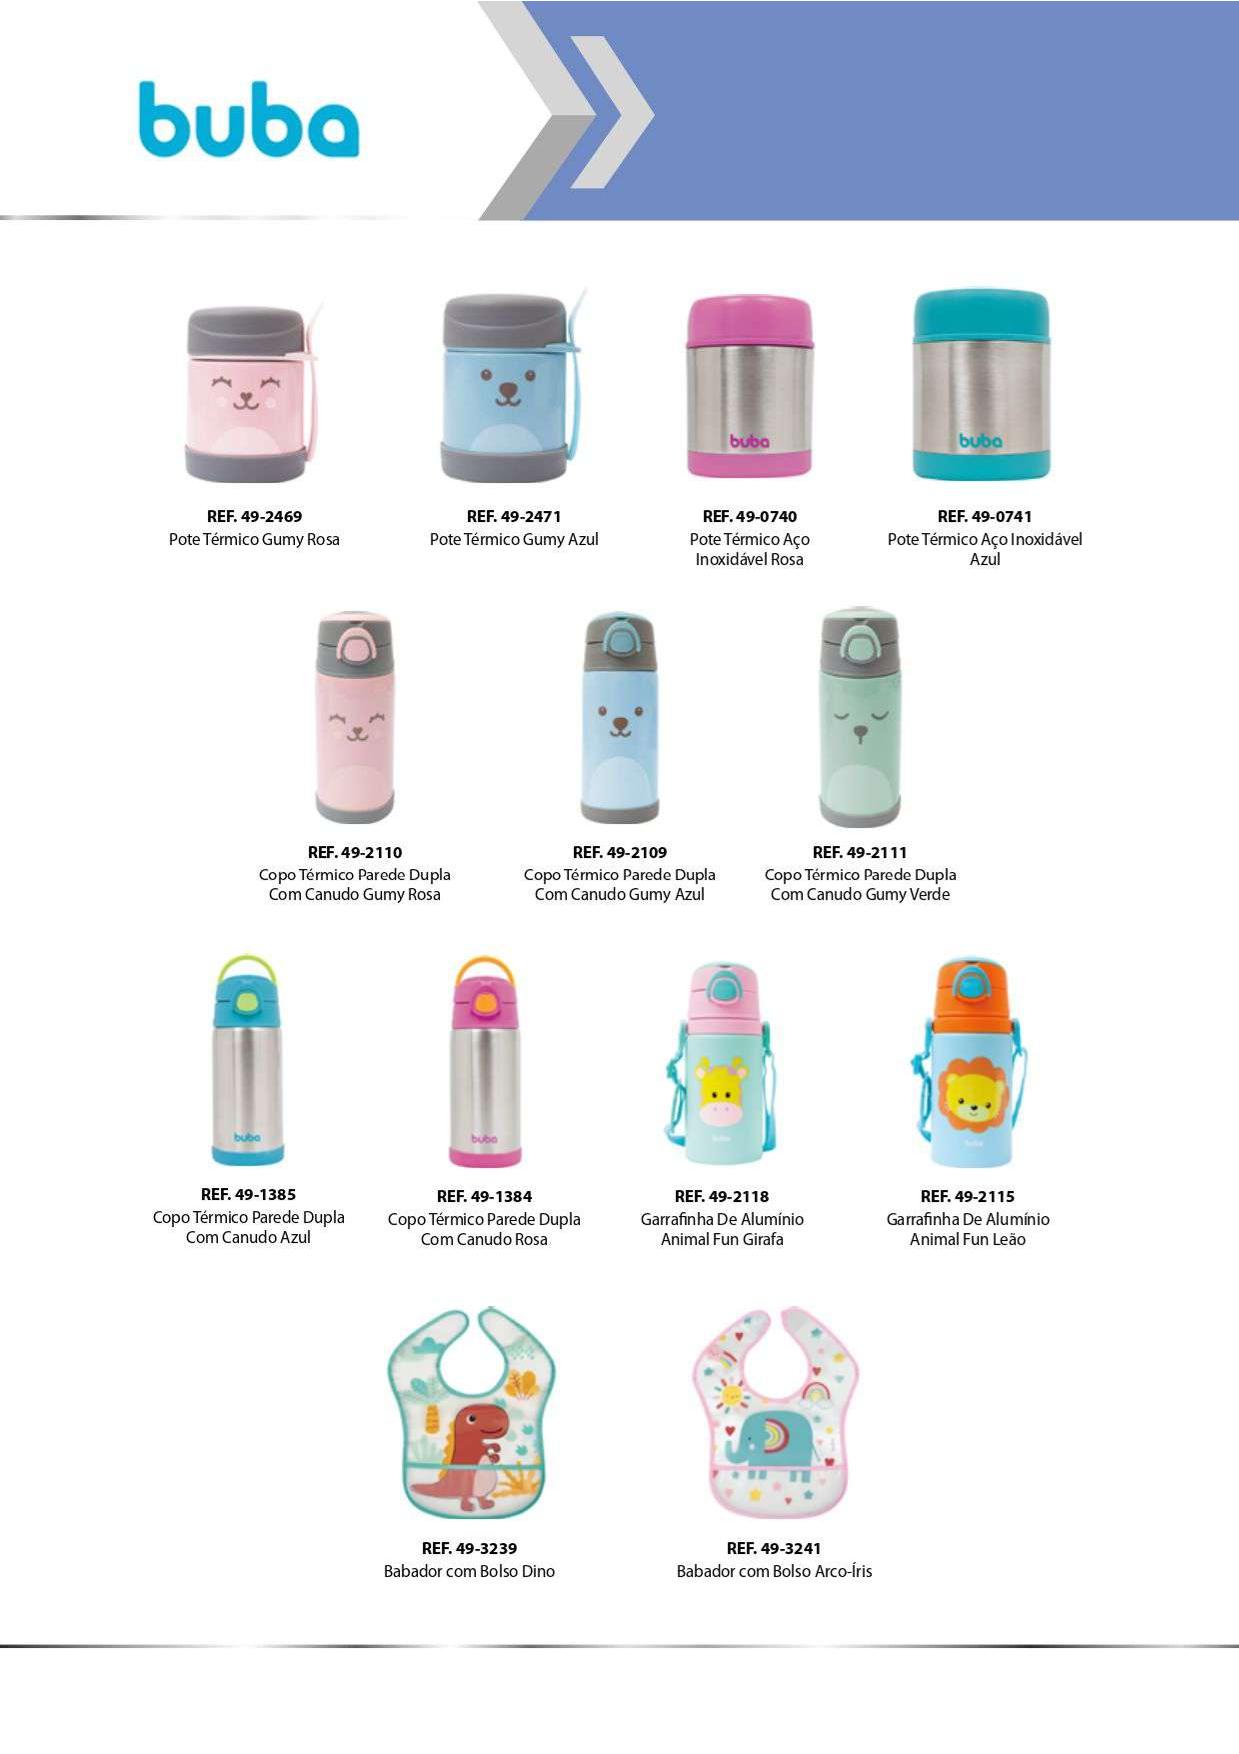 buba
buba
buba
REF. 49-2469
Pote Térmico Gumy Rosa
REF. 49-2471
Pote Térmico Gumy Azul
REF. 49-0740
Pote Térmico Aço
Inoxidável Rosa
REF. 49-0741
Pote Térmico Aço Inoxidável
Azul
REF. 49-2110
Copo Térmico Parede Dupla
Com Canudo Gumy Rosa
REF. 49-2109
Copo Térmico Parede Dupla
Com Canudo Gumy Azul
REF. 49-2111
Copo Térmico Parede Dupla
Com Canudo Gumy Verde
buba
buba
buba
buba
REF. 49-1385
Copo Térmico Parede Dupla
Com Canudo Azul
REF. 49-1384
Copo Térmico Parede Dupla
Com Canudo Rosa
REF. 49-2118
Garrafinha De Alumínio
Animal Fun Girafa
REF. 49-2115
Garrafinha De Alumínio
Animal Fun Leão
REF. 49-3239
Babador com Bolso Dino
REF. 49-3241
Babador com Bolso Arco-Íris